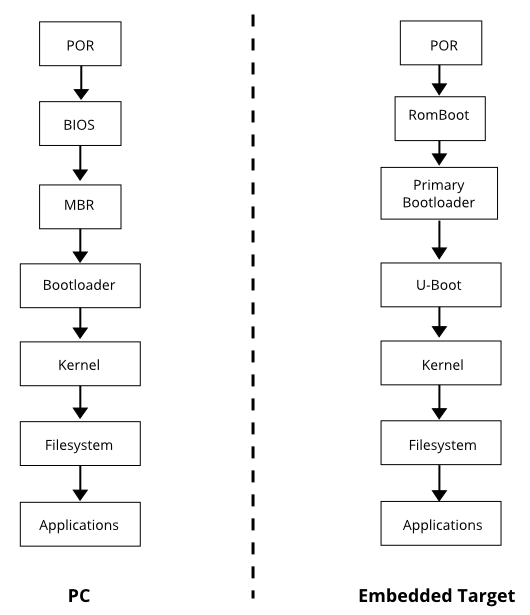 POR
BIOS
MBR
Bootloader
Kernel
Filesystem
Applications
PC
POR
RomBoot
Primary
Bootloader
U-Boot
Kernel
Filesystem
Applications
Embedded Target